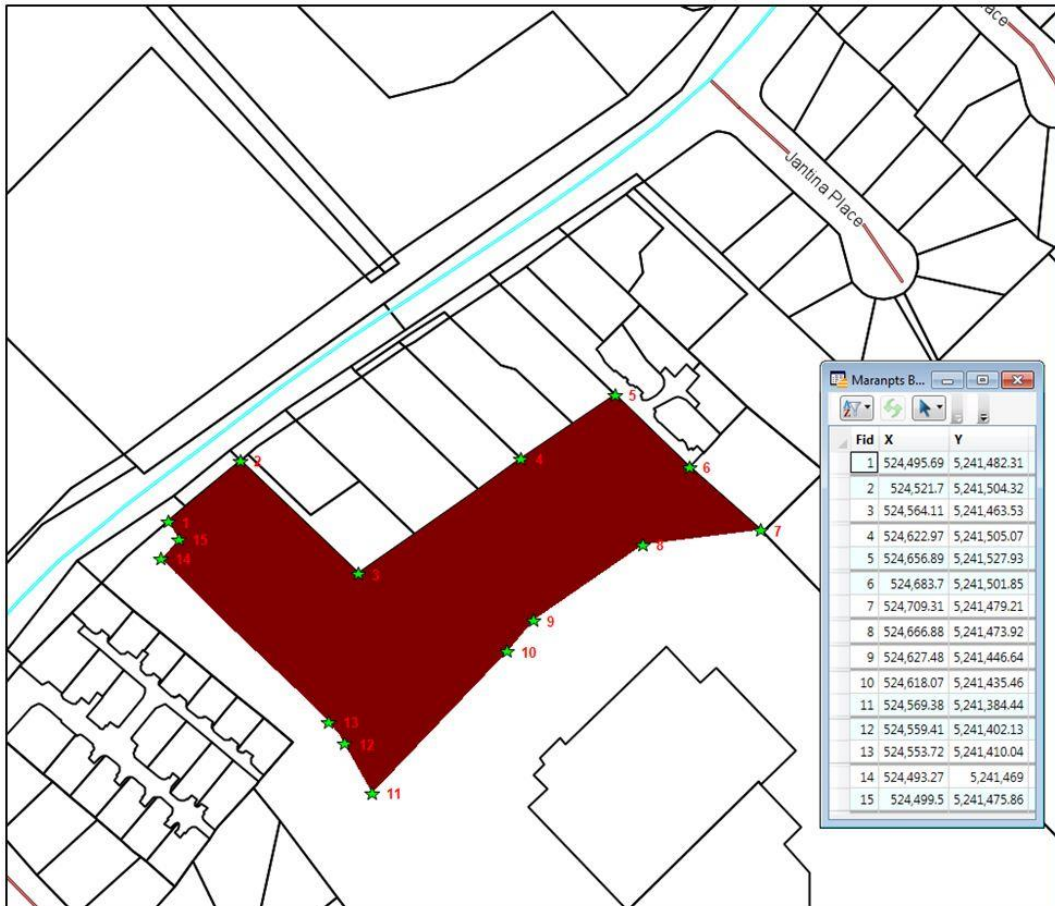 ace
Jantina Place
5
4
2
6
1
7
15
8
14
3
9
10
13
12
11
Maranpts B...
Fid X Y
1 524,495.69 5,241,482.31
2 524,521.7 5,241,504.32
3 524,564.11 5,241,463.53
4 524,622.97 5,241,505.07
5 524,656.89 5,241,527.93
6 524,683.7 5,241,501.85
7 524,709.31 5,241,479.21
8 524,666.88 5,241,473.92
9 524,627.48 5,241,446.64
10 524,618.07 5,241,435.46
11 524,569.38 5,241,384.44
12 524,559.41 5,241,402.13
13 524,553.72 5,241,410.04
14 524,493.27 5,241,469
15 524,499.5 5,241,475.86